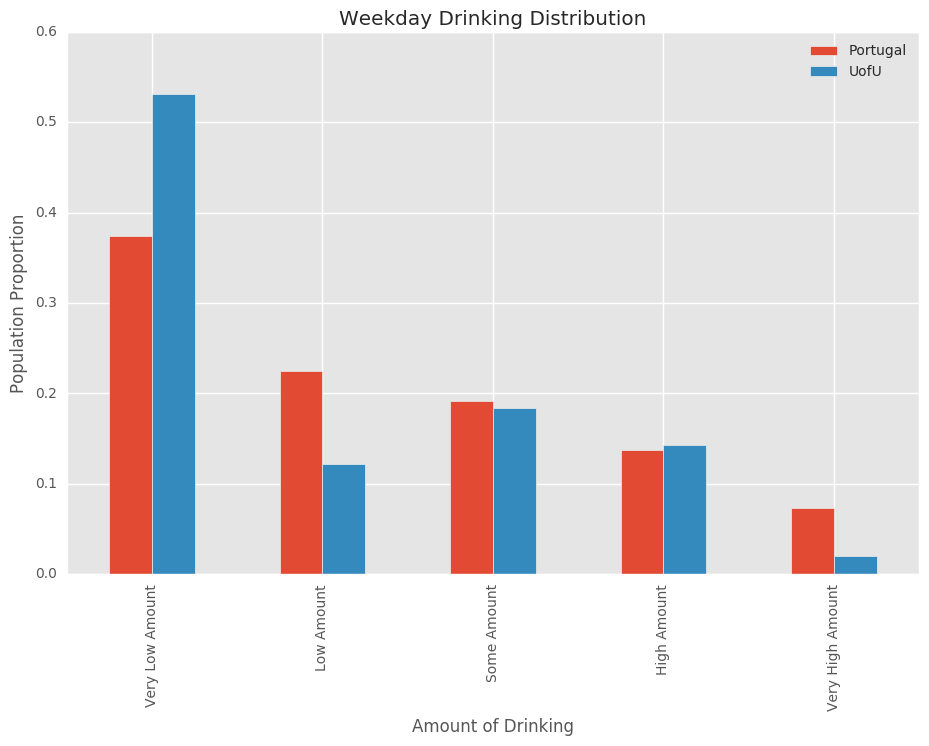 Weekday Drinking Distribution
Portugal
UofU
Population Proportion
0.6
0.5
0.4
0.3
0.2
0.1
0.0
Very Low Amount
Low Amount
Some Amount
High Amount
Very High Amount
Amount of Drinking